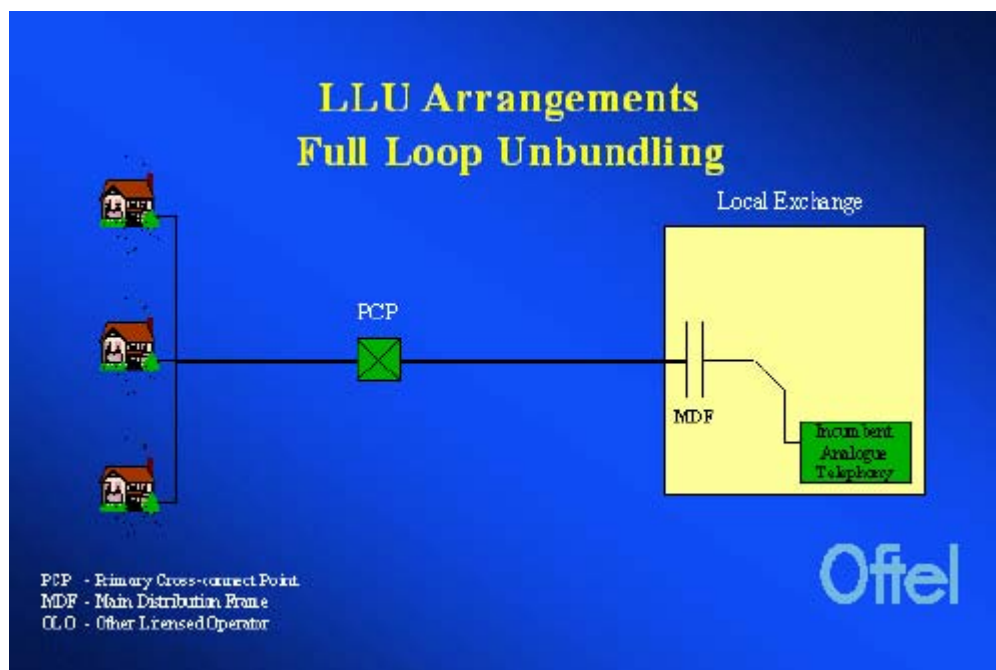 LLU Arrangements
Full Loop Unbundling
Local Exchange
PCP
MDF
Incumbent
Analogue
Telephony
PCP - Primary Cross-connect Point
MDF - Main Distribution Frame
OLO - Other Licensed Operator
Oftel